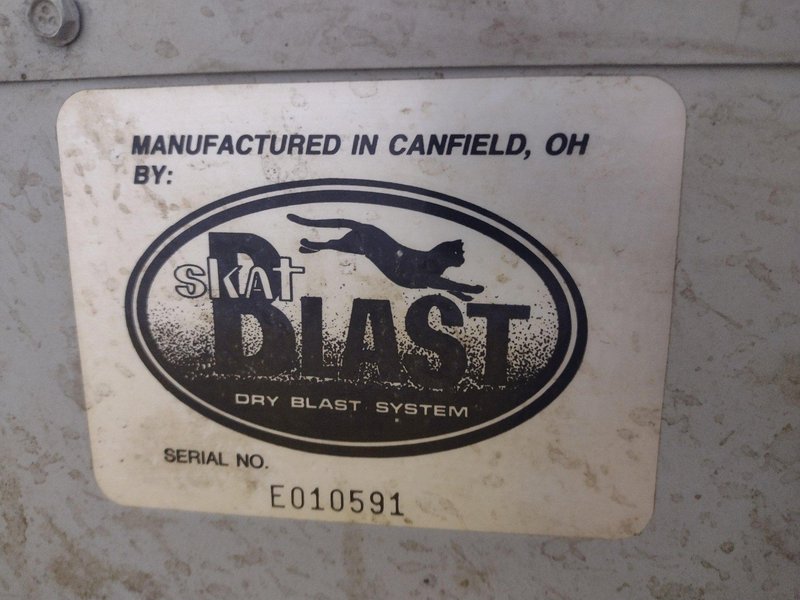 MANUFACTURED IN CANFIELD, OH
BY:
skat
BLAST
DRY BLAST SYSTEM
SERIAL NO.
E010591